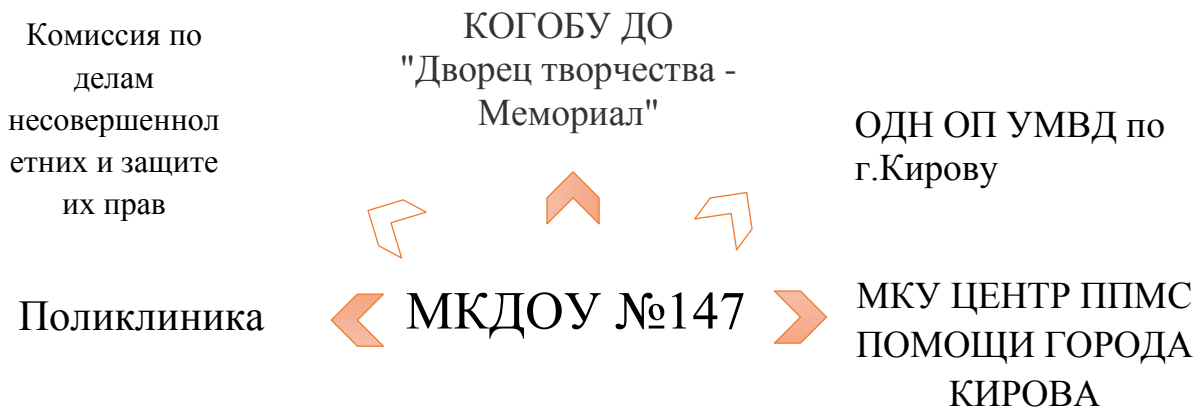 Комиссия по
делам
несовершеннол
етних и защите
их прав
КОГОБУ ДО
"Дворец творчества -
Мемориал"
ОДН ОП УМВД по
г.Кирову
Поликлиника
МКДОУ №147
МКУ ЦЕНТР ППМС
ПОМОЩИ ГОРОДА
КИРОВА